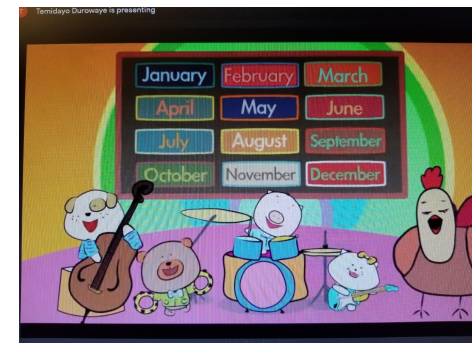 Temidayo Durowaye is presenting
January February March
April May June
July August September
October November December